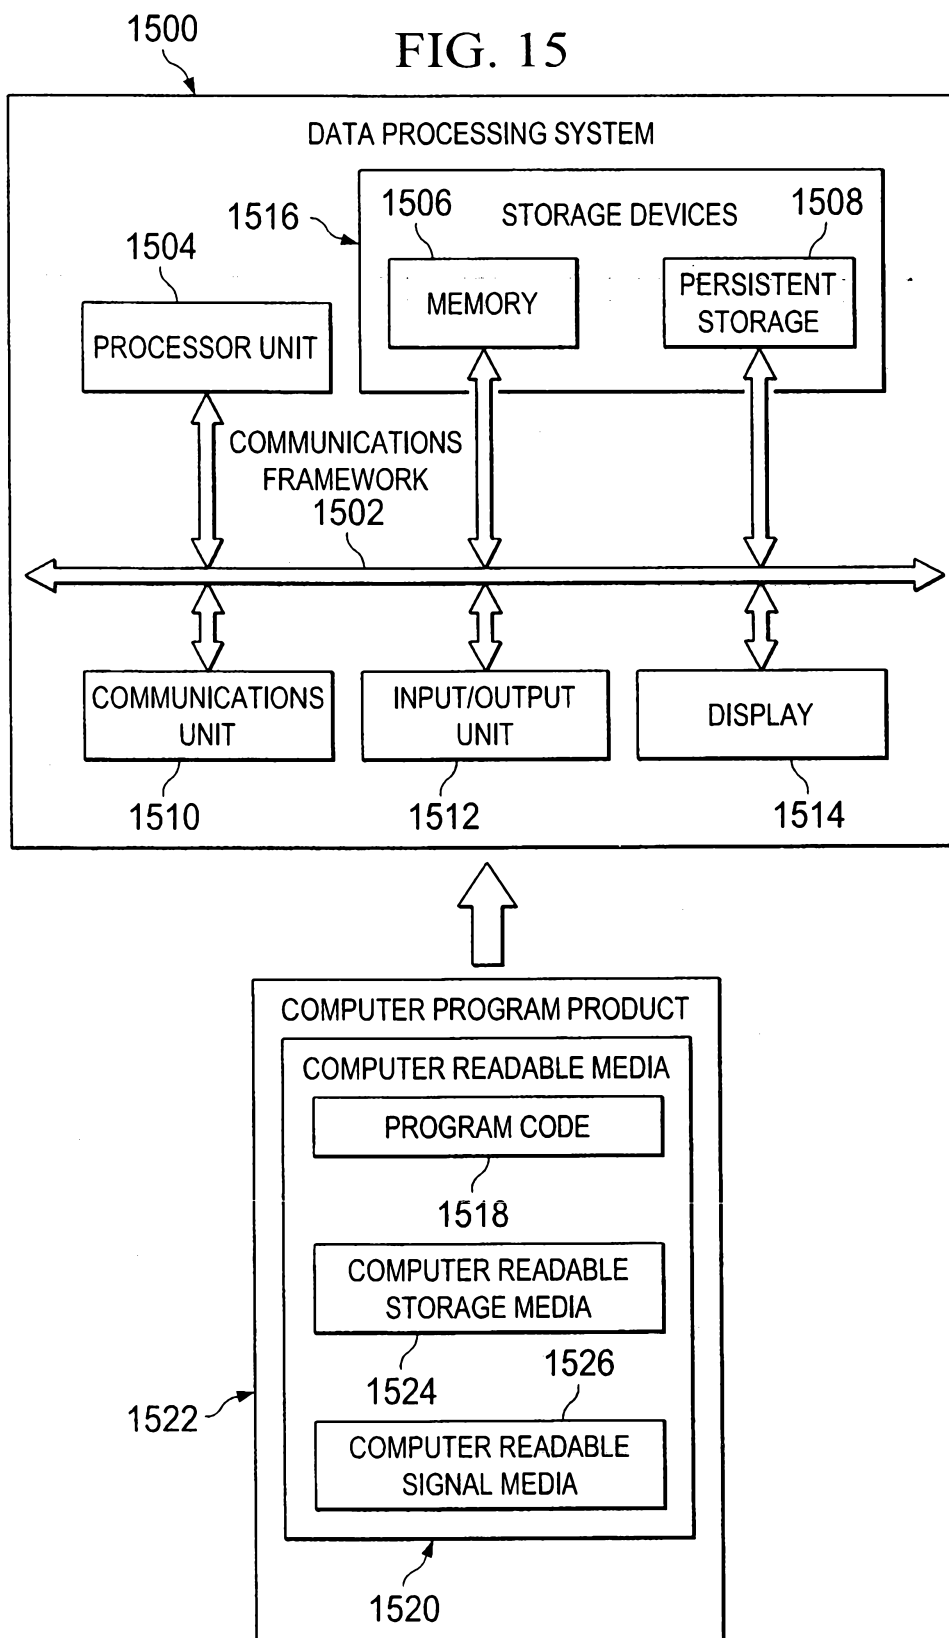 FIG. 15
1500
DATA PROCESSING SYSTEM
1516
1506
STORAGE DEVICES
1508
1504
MEMORY
PERSISTENT
STORAGE
PROCESSOR UNIT
COMMUNICATIONS
FRAMEWORK
1502
COMMUNICATIONS
UNIT
INPUT/OUTPUT
UNIT
DISPLAY
1510
1512
1514
COMPUTER PROGRAM PRODUCT
COMPUTER READABLE MEDIA
PROGRAM CODE
1518
COMPUTER READABLE
STORAGE MEDIA
1524
1526
1522
COMPUTER READABLE
SIGNAL MEDIA
1520